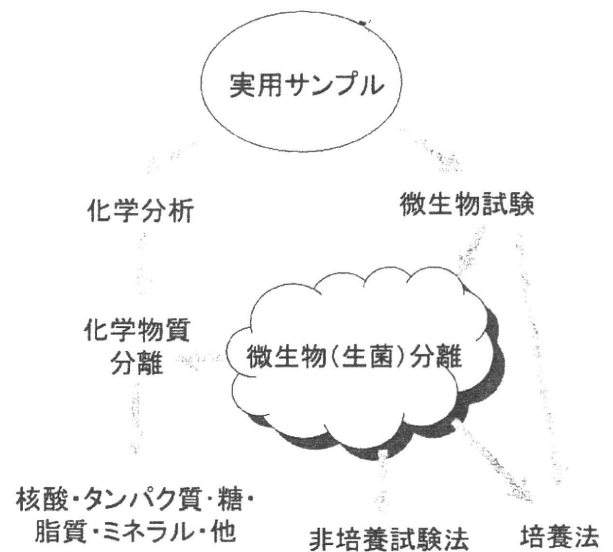 実用サンプル
化学分析
微生物試験
化学物質
分離
微生物(生菌)分離
核酸・タンパク質・糖・
脂質・ミネラル・他
非培養試験法
培養法